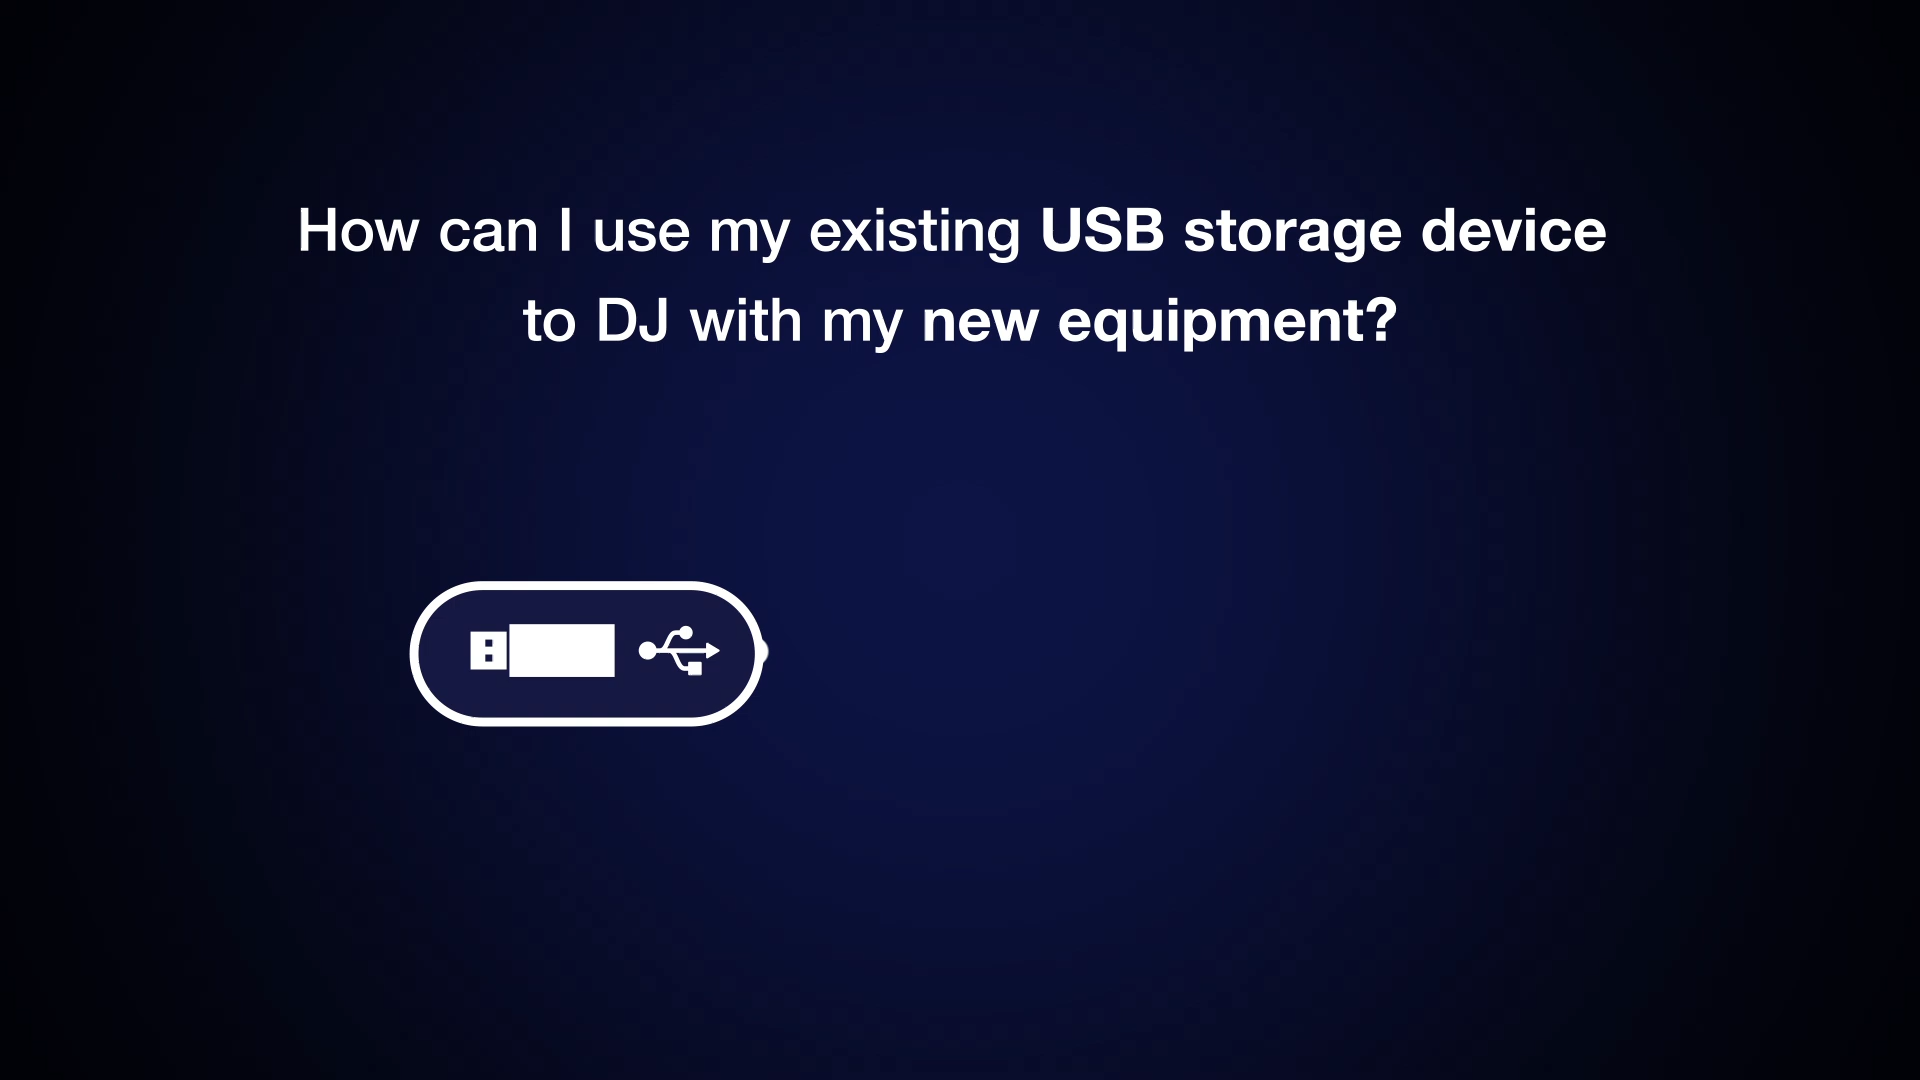 How can I use my existing USB storage device
to DJ with my new equipment?